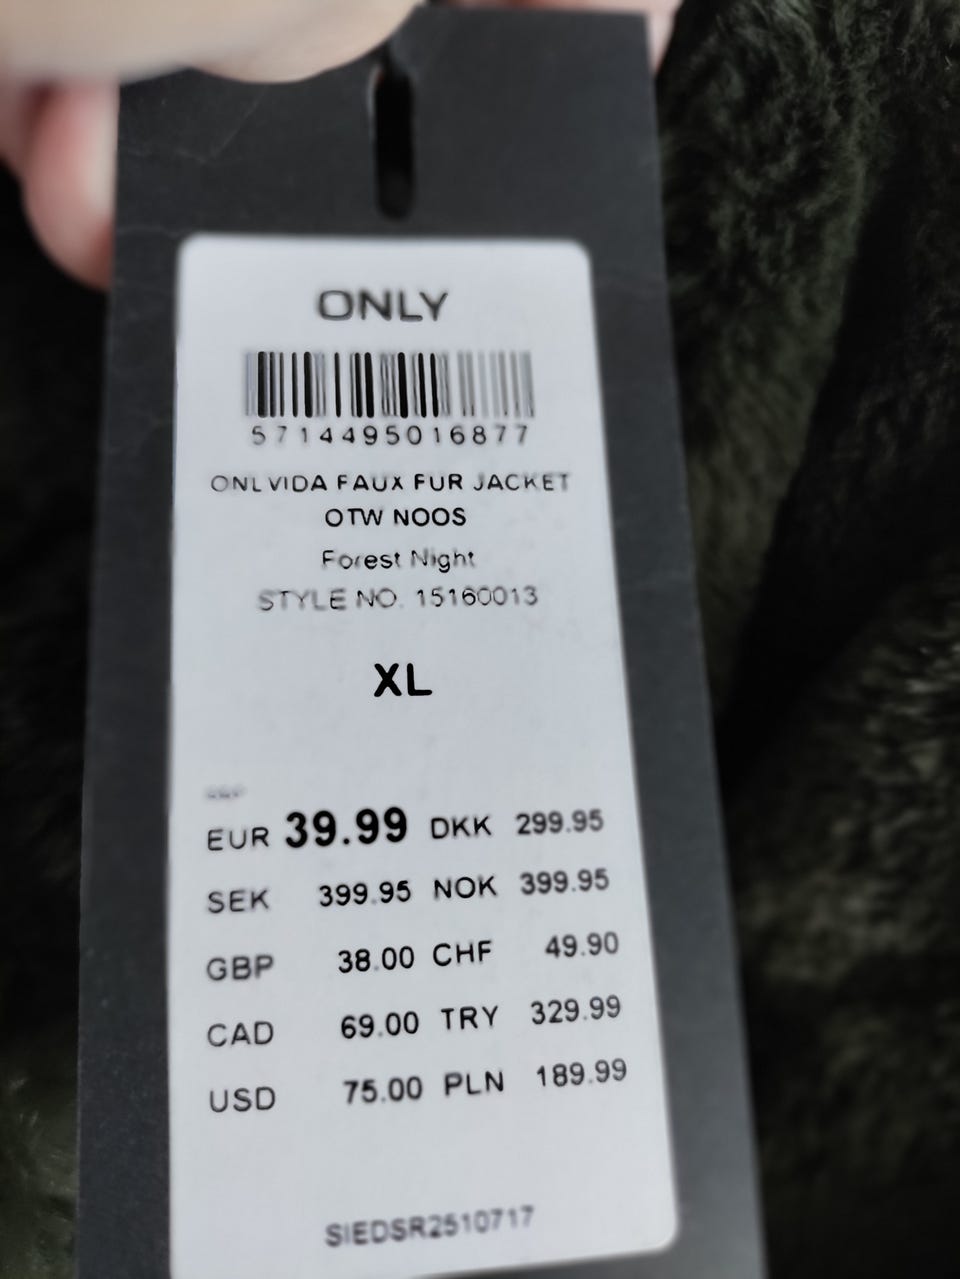 ONLY
5714495016877
ONLVIDA FAUX FUR JACKET
OTW NOOS
Forest Night
STYLE NO. 15160013
XL
EUR 39.99 DKK 299.95
SEK 399.95 NOK 399.95
GBP 38.00 CHF 49.90
CAD 69.00 TRY 329.99
USD 75.00 PLN 189.99
SIEDSR2510717